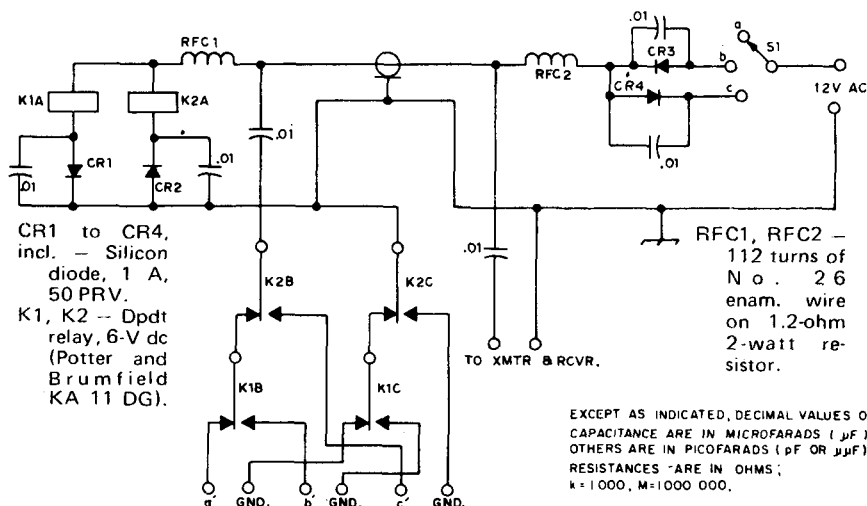 RFC1
.01
CR3
a
S1
b
RFC2
K1A
K2A
CR4
c
12V AC
.01
.01
CR1
CR2
.01
.01
CR1 to CR4,
incl. — Silicon
diode, 1 A,
50 PRV.
K1, K2 — Dpdt
relay, 6-V dc
(Potter and
Brumfield
KA 11 DG).
K2B
K2C
.01
RFC1, RFC2 —
112 turns of
No. 26
enam. wire
on 1.2-ohm
2-watt re-
sistor.
TO XMTR & RCVR.
K1B
K1C
EXCEPT AS INDICATED, DECIMAL VALUES O
CAPACITANCE ARE IN MICROFARADS (µF)
OTHERS ARE IN PICOFARADS (pF OR µµF)
RESISTANCES ARE IN OHMS;
k=1000, M=1000 000.
a' GND. b' GND. c' GND.